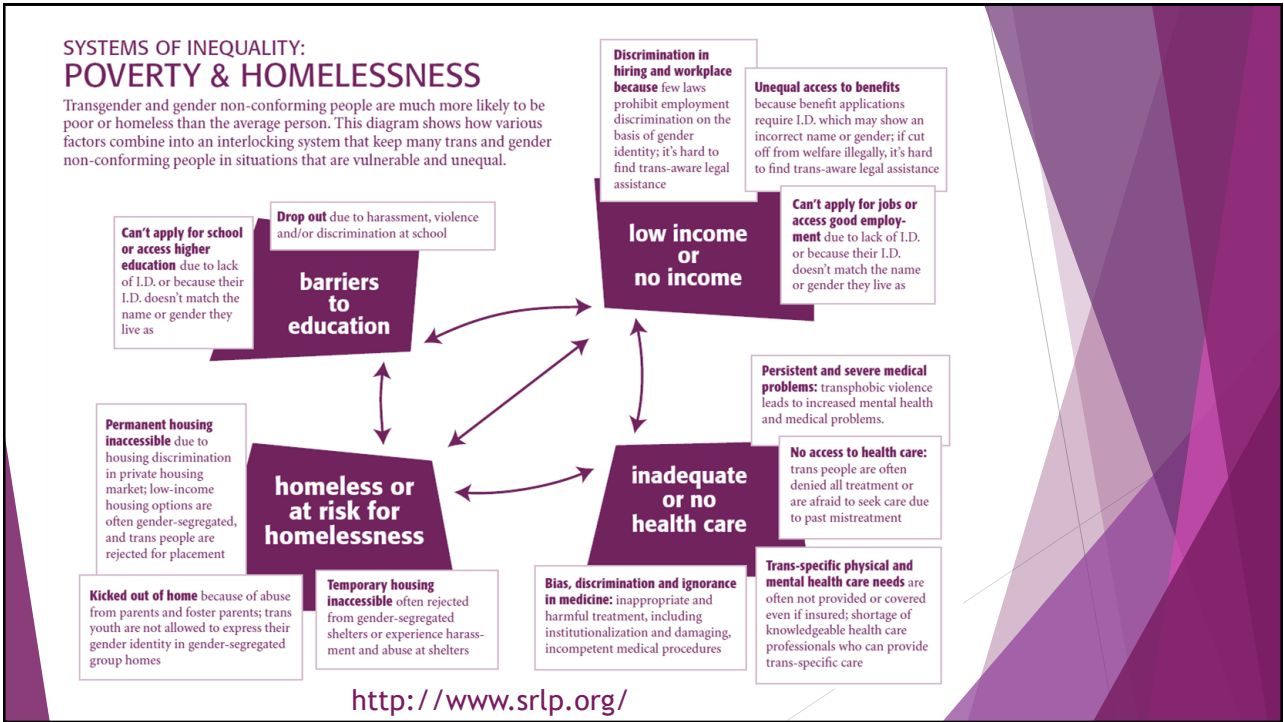 SYSTEMS OF INEQUALITY:
POVERTY & HOMELESSNESS
Transgender and gender non-conforming people are much more likely to be
poor or homeless than the average person. This diagram shows how various
factors combine into an interlocking system that keep many trans and gender
non-conforming people in situations that are vulnerable and unequal.
Can't apply for school
or access higher
education due to lack
of I.D. or because their
I.D. doesn't match the
name or gender they
live as
Drop out due to harassment, violence
and/or discrimination at school
barriers
to
education
Discrimination in
hiring and workplace
because few laws
prohibit employment
discrimination on the
basis of gender
identity; it's hard to
find trans-aware legal
assistance
Unequal access to benefits
because benefit applications
require I.D. which may show an
incorrect name or gender; if cut
off from welfare illegally, it's hard
to find trans-aware legal assistance
Can't apply for jobs or
access good employ-
ment due to lack of I.D.
or because their I.D.
doesn't match the name
or gender they live as
low income
or
no income
Permanent housing
inaccessible due to
housing discrimination
in private housing
market; low-income
housing options are
often gender-segregated,
and trans people are
rejected for placement
homeless or
at risk for
homelessness
Kicked out of home because of abuse
from parents and foster parents; trans
youth are not allowed to express their
gender identity in gender-segregated
group homes
Temporary housing
inaccessible often rejected
from gender-segregated
shelters or experience harass-
ment and abuse at shelters
Persistent and severe medical
problems: transphobic violence
leads to increased mental health
and medical problems.
No access to health care:
trans people are often
denied all treatment or
are afraid to seek care due
to past mistreatment
inadequate
or no
health care
Bias, discrimination and ignorance
in medicine: inappropriate and
harmful treatment, including
institutionalization and damaging,
incompetent medical procedures
Trans-specific physical and
mental health care needs are
often not provided or covered
even if insured; shortage of
knowledgeable health care
professionals who can provide
trans-specific care
http://www.srlp.org/